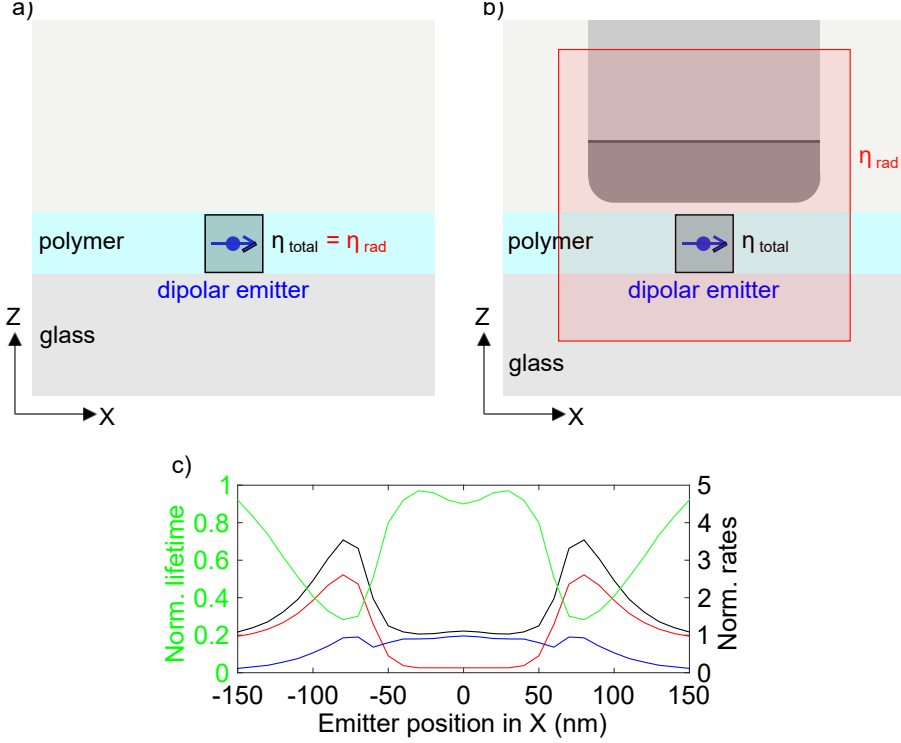 a)
polymer
η total = η rad
dipolar emitter
glass
Z
X
b)
η rad
polymer
η total
dipolar emitter
glass
Z
X
c)
Norm. lifetime
1
0.8
0.6
0.4
0.2
0
5
4
3
2
1
0
Norm. rates
-150 -100 -50 0 50 100 150
Emitter position in X (nm)